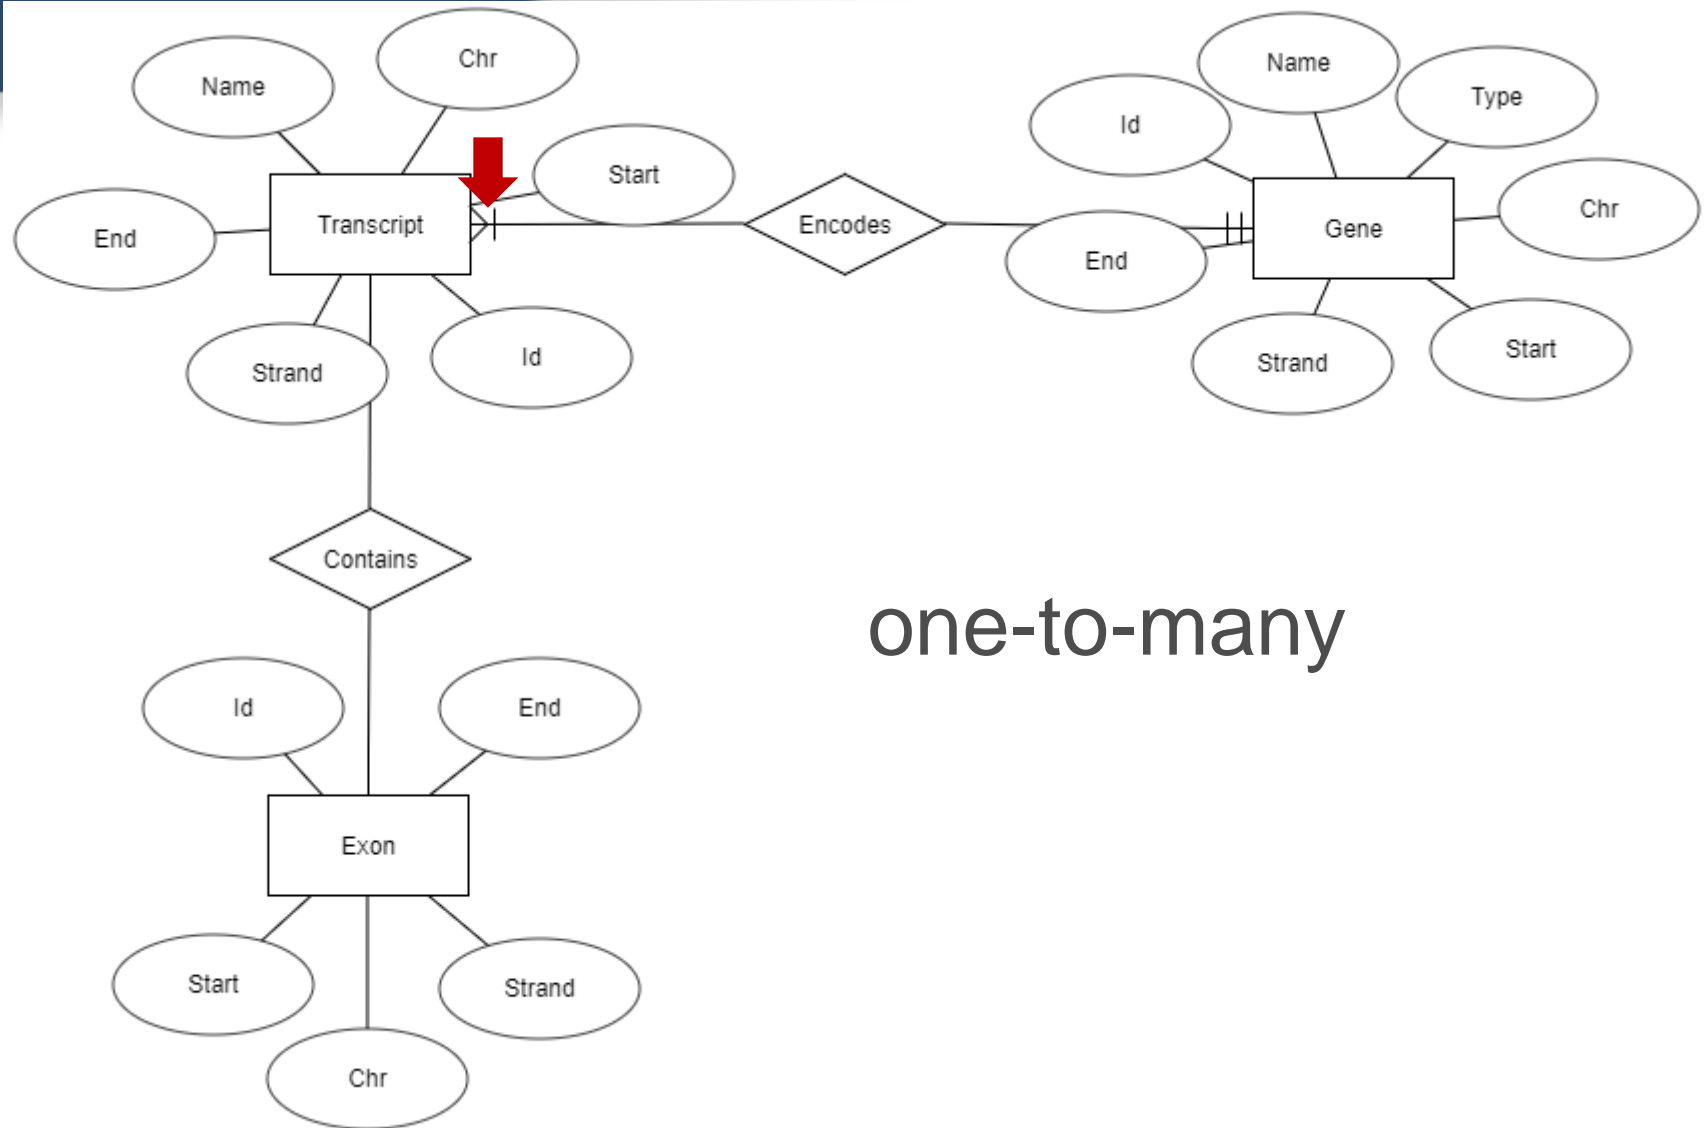 Name
Chr
Start
Transcript
End
Strand
Id
Encodes
Id
Name
Type
Chr
Gene
End
Strand
Start
Contains
one-to-many
Id
End
Exon
Start
Strand
Chr